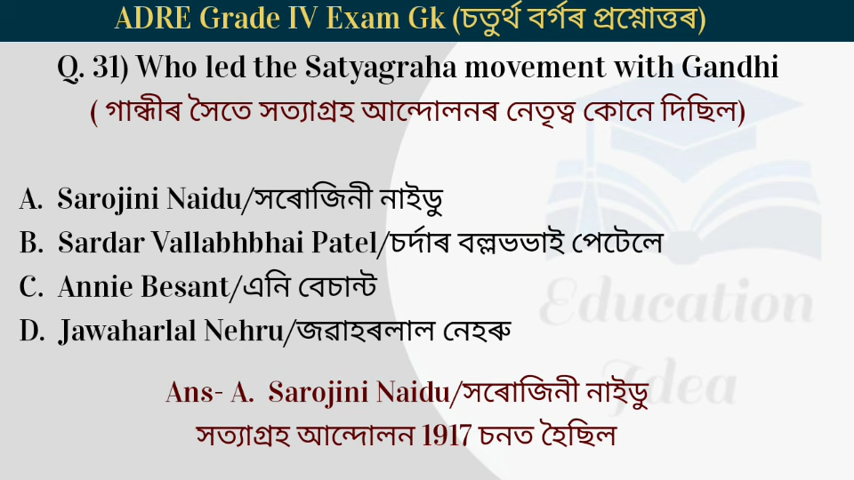 ADRE Grade IV Exam Gk (চতুৰ্থ বৰ্গৰ প্ৰশ্নোত্তৰ)
Q. 31) Who led the Satyagraha movement with Gandhi
( গান্ধীৰ সৈতে সত্যাগ্ৰহ আন্দোলনৰ নেতৃত্ব কোনে দিছিল)
A. Sarojini Naidu/সৰোজিনী নাইডু
B. Sardar Vallabhbhai Patel/চৰ্দাৰ বল্লভভাই পেটেলে
C. Annie Besant/এনি বেচান্ট
D. Jawaharlal Nehru/জৱাহৰলাল নেহৰু
Education
Idea
Ans- A. Sarojini Naidu/সৰোজিনী নাইডু
সত্যাগ্ৰহ আন্দোলন 1917 চনত হৈছিল